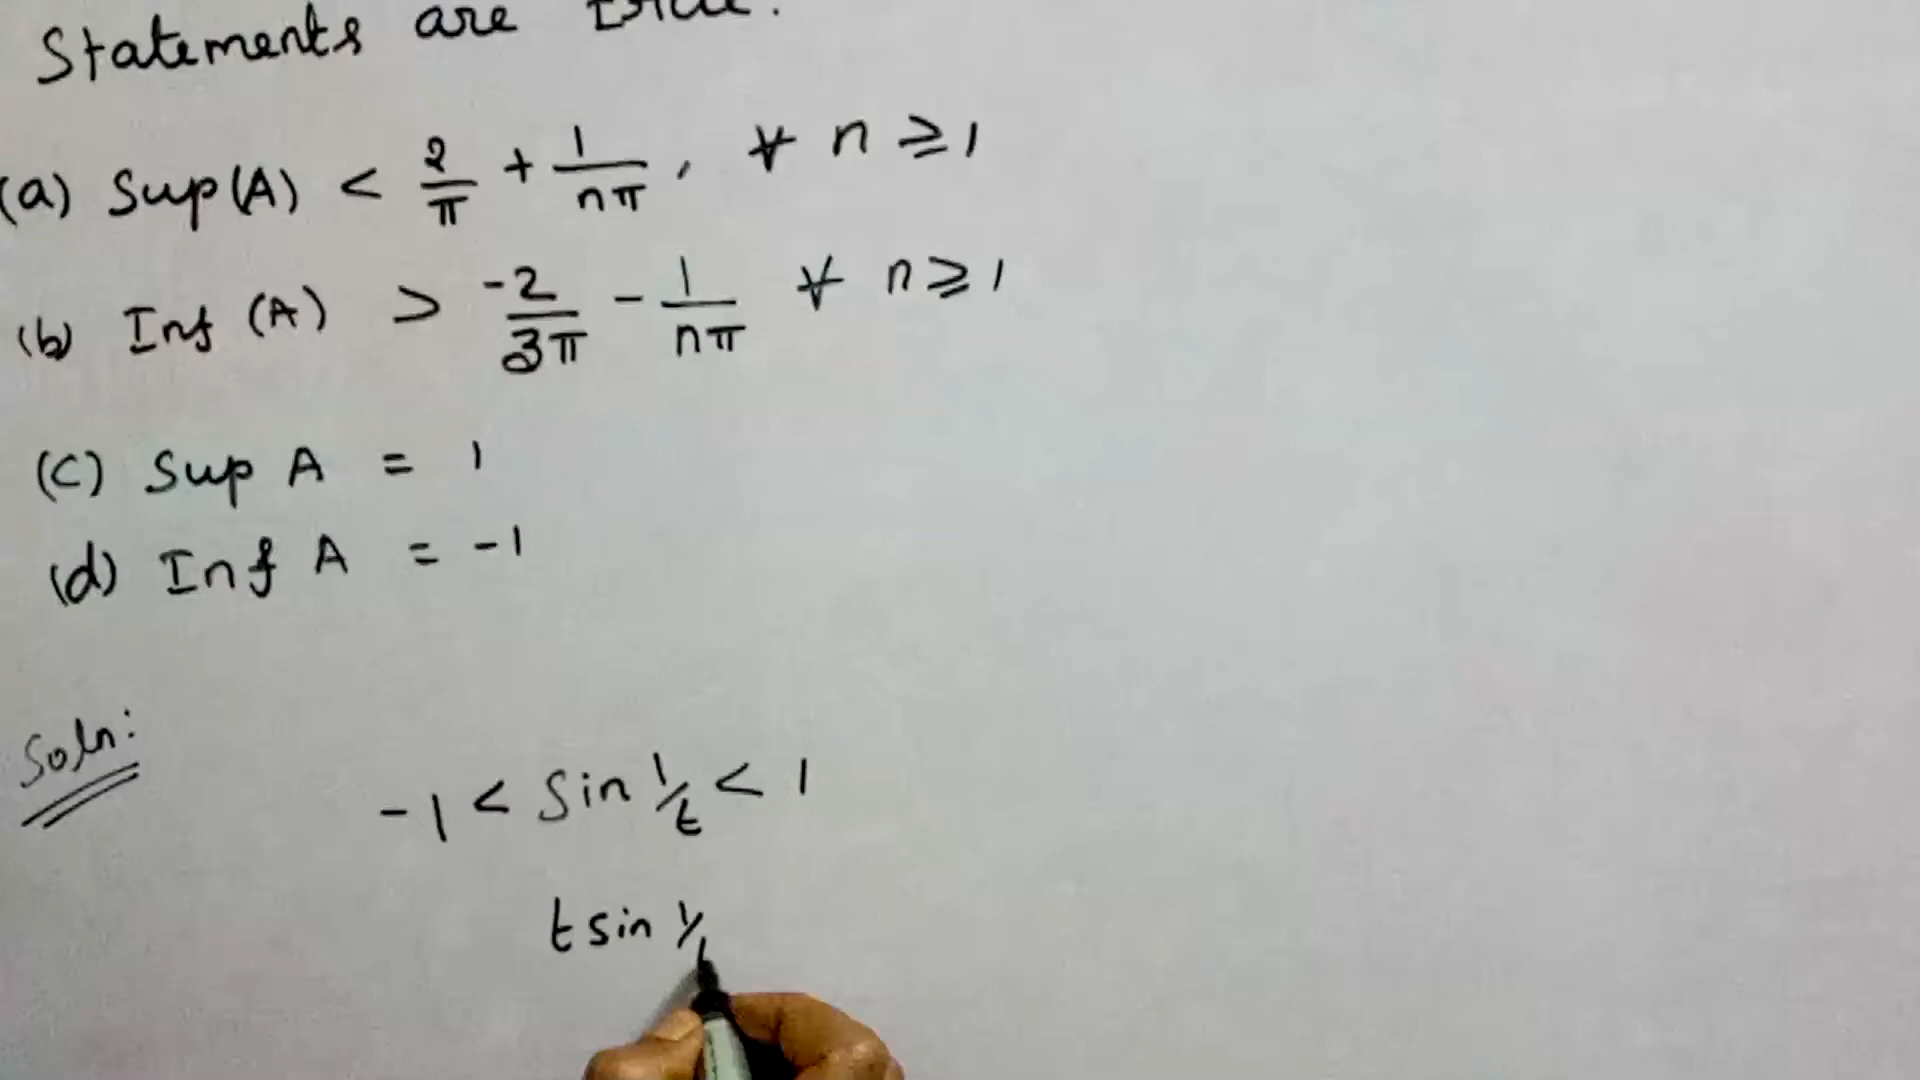 Statements are
(a) Sup(A) < 2/π + 1/nπ, ∀ n ≥ 1
(b) Inf (A) > -2/3π - 1/nπ ∀ n ≥ 1
(c) Sup A = 1
(d) Inf A = -1
Soln:
-1 < Sin 1/t < 1
t sin 1/